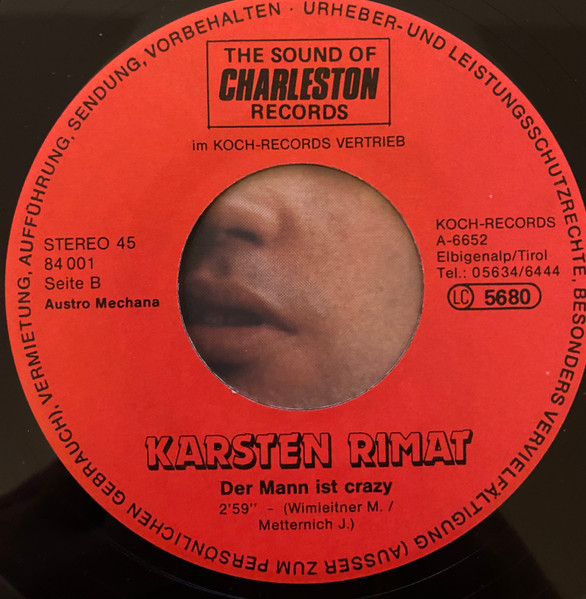 THE SOUND OF
CHARLESTON
RECORDS
im KOCH-RECORDS VERTRIEB
STEREO 45
84 001
Seite B
Austro Mechana
KOCH-RECORDS
A-6652
Elbigenalp/Tirol
Tel.: 05634/6444
LC 5680
KARSTEN RIMAT
Der Mann ist crazy
2'59" - (Wimleitner M. /
Metternich J.)
URHEBER- UND LEISTUNGSSCHUTZRECHTE, BESONDERS VERVIELFÄLTIGUNG (AUSSER ZUM PERSÖNLICHEN GEBRAUCH), VERMIETUNG, AUFFÜHRUNG, SENDUNG, VORBEHALTEN ·